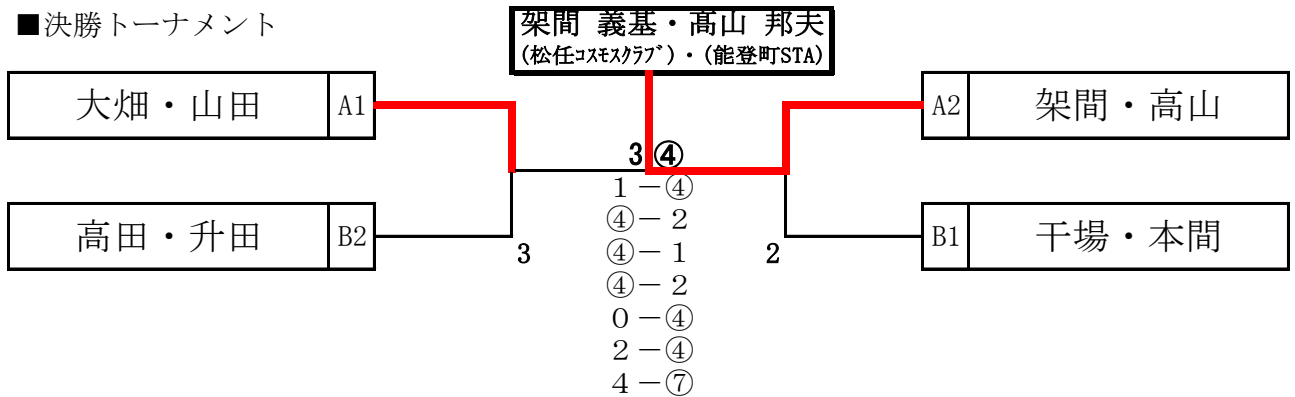 ■決勝トーナメント
架間 義基・髙山 邦夫
(松任ｺｽﾓｽｸﾗﾌﾞ)・(能登町STA)
大畑・山田 A1
A2 架間・高山
3 ④
1－④
④－2
④－1
④－2
0－④
2－④
4－⑦
高田・升田 B2
3
2
B1 干場・本間